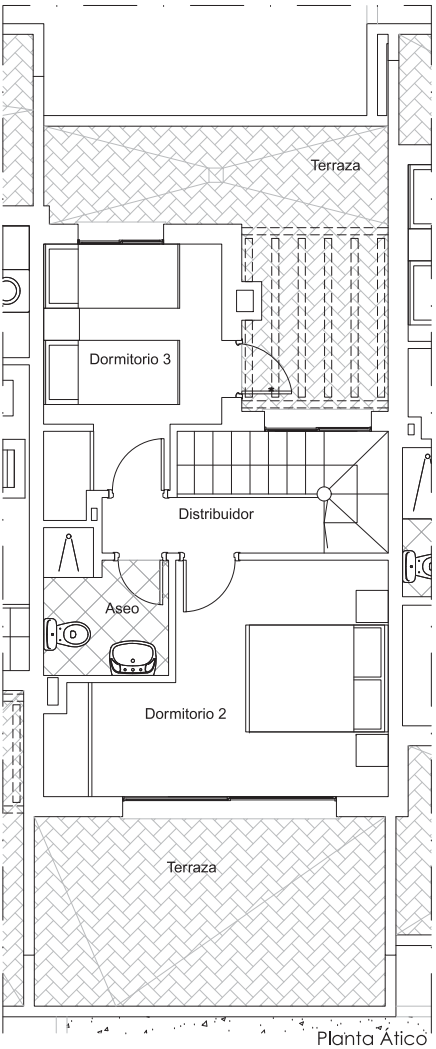 Terraza
Dormitorio 3
Distribuidor
Aseo
Dormitorio 2
Terraza
Planta Ático